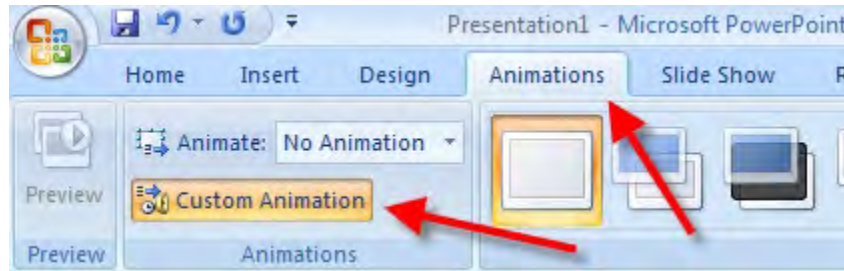 Presentation1 - Microsoft PowerPoint
Home Insert Design Animations Slide Show R
Animate: No Animation
Preview Custom Animation
Preview Animations